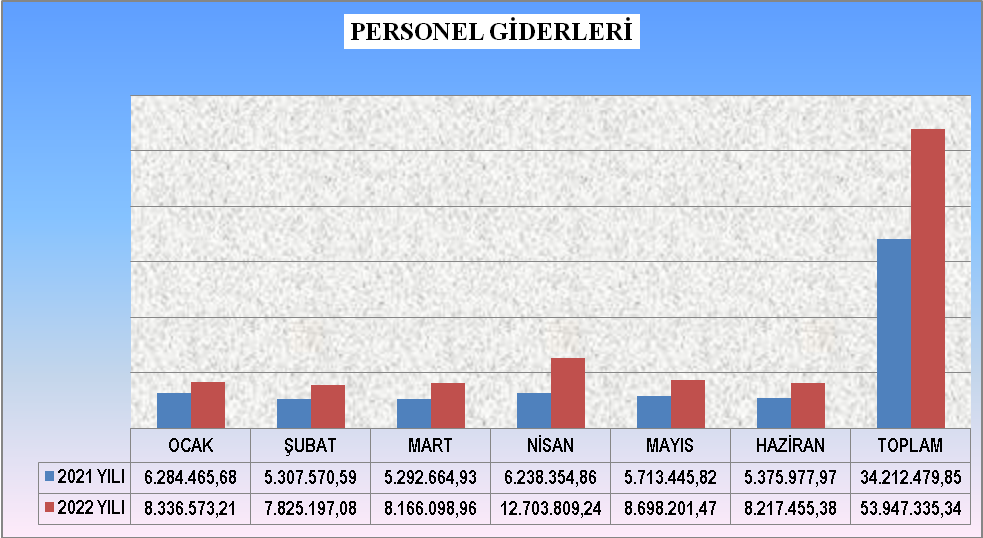 PERSONEL GİDERLERİ
OCAK ŞUBAT MART NİSAN MAYIS HAZİRAN TOPLAM
2021 YILI 6.284.465,68 5.307.570,59 5.292.664,93 6.238.354,86 5.713.445,82 5.375.977,97 34.212.479,85
2022 YILI 8.336.573,21 7.825.197,08 8.166.098,96 12.703.809,24 8.698.201,47 8.217.455,38 53.947.335,34